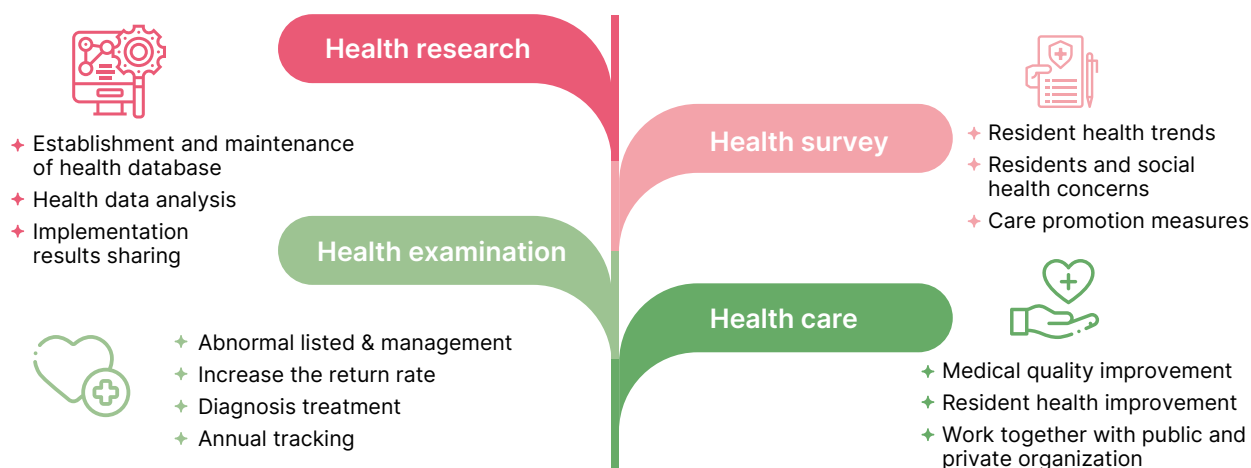 Health research
Establishment and maintenance
of health database
Health data analysis
Implementation
results sharing
Health survey
Resident health trends
Residents and social
health concerns
Care promotion measures
Health examination
Abnormal listed & management
Increase the return rate
Diagnosis treatment
Annual tracking
Health care
Medical quality improvement
Resident health improvement
Work together with public and
private organization